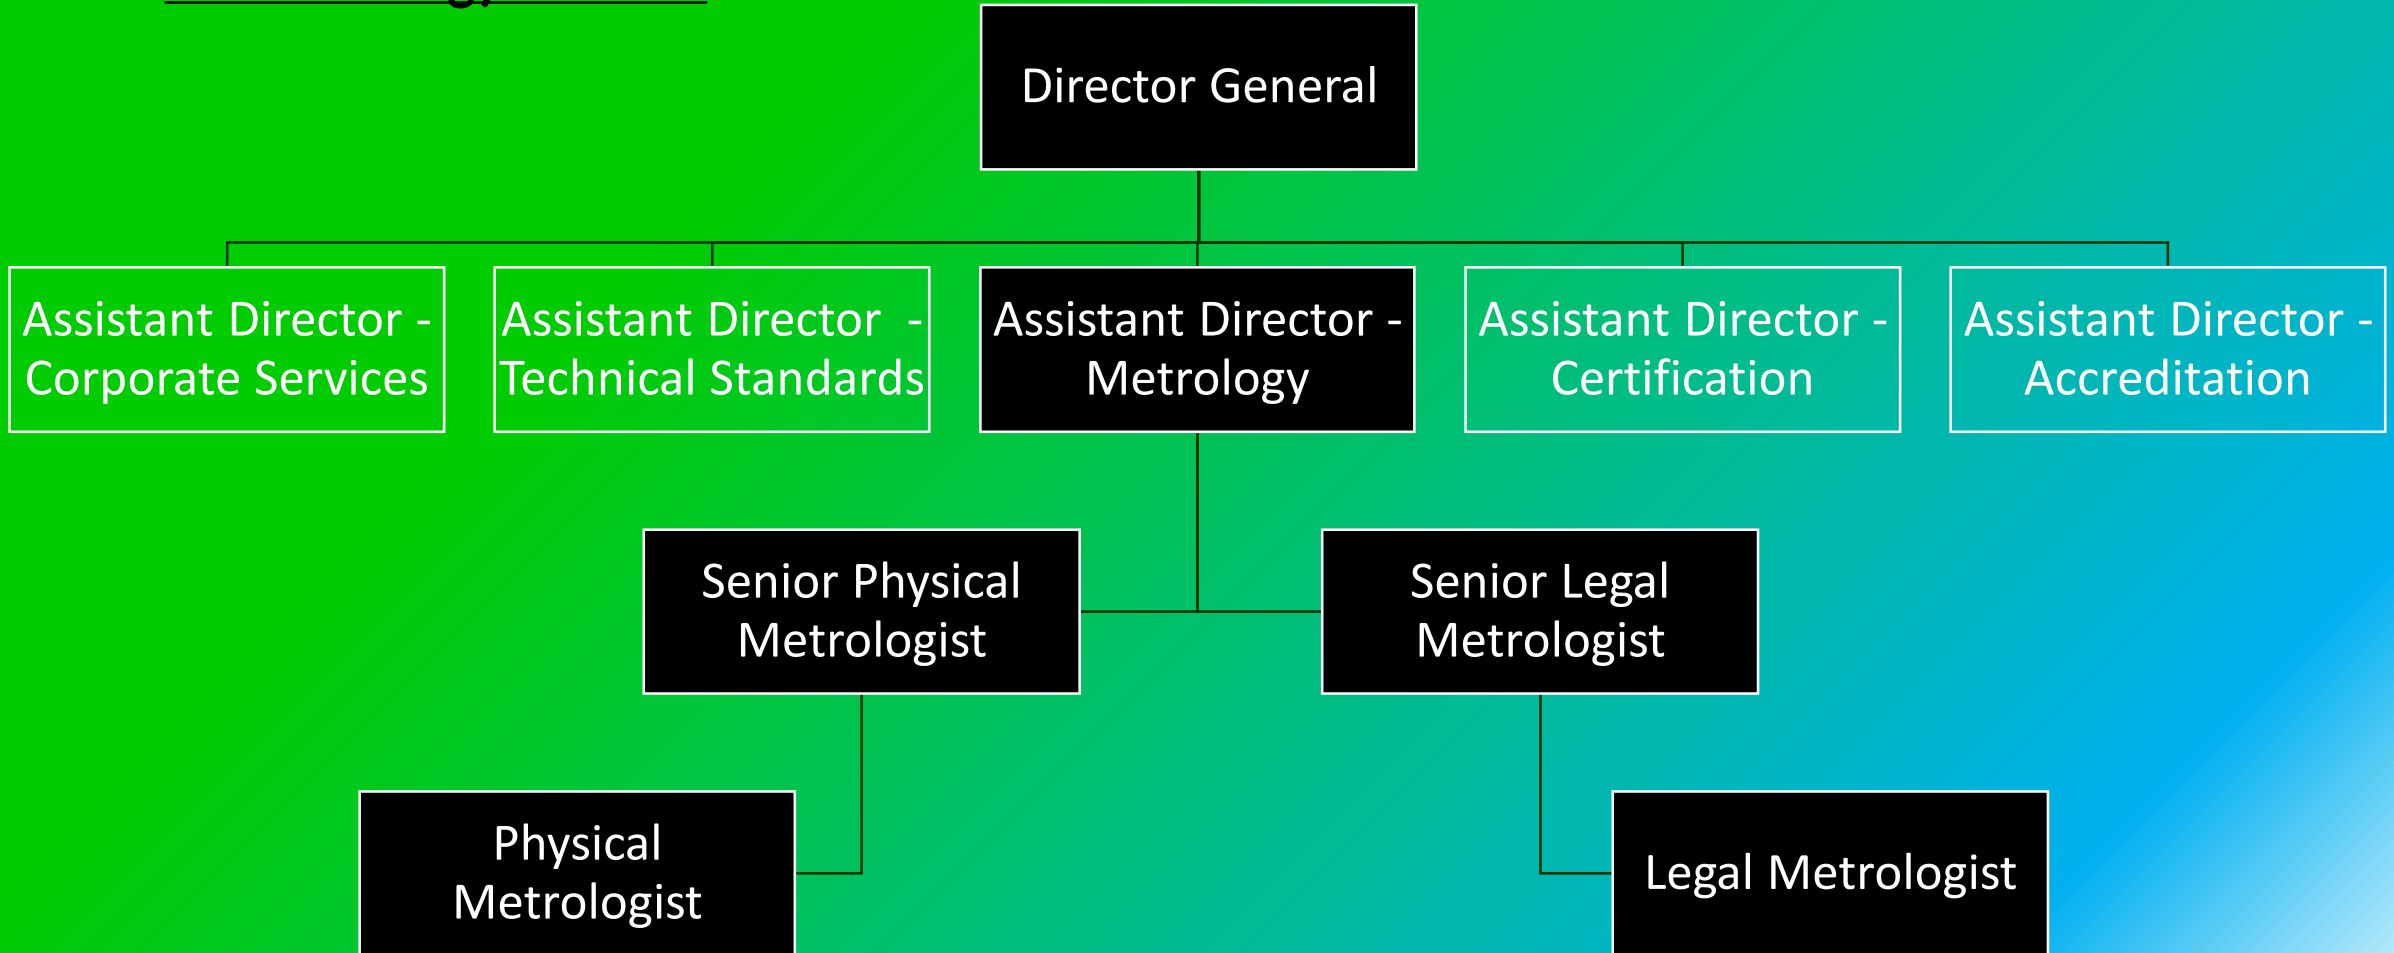 Director General
Assistant Director -
Corporate Services
Assistant Director  -
Technical Standards
Assistant Director -
Metrology
Assistant Director -
Certification
Assistant Director -
Accreditation
Senior Physical
Metrologist
Senior Legal
Metrologist
Physical
Metrologist
Legal Metrologist